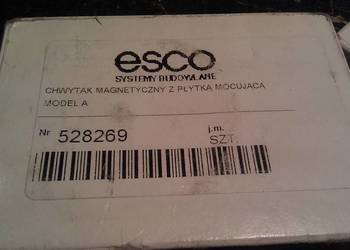 esco
SYSTEMY BUDOWLANE
CHWYTAK MAGNETYCZNY Z PŁYTKĄ MOCUJĄCĄ
MODEL A
Nr 528269 j.m. SZT.